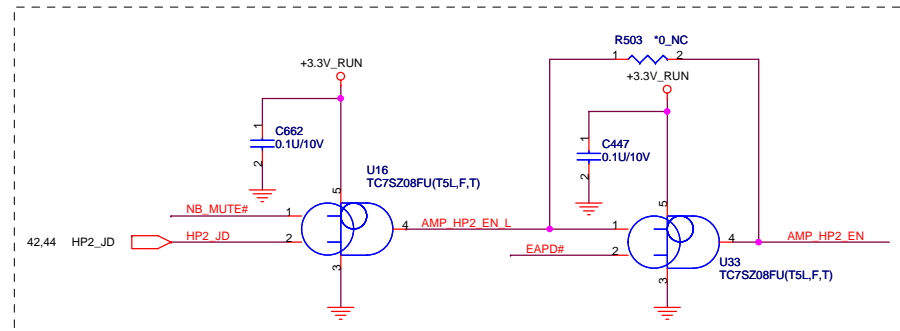 R503 *0_NC
1 2
+3.3V_RUN
+3.3V_RUN
1
C662
0.1U/10V
2
1
C447
0.1U/10V
2
U16
TC7SZ08FU(T5L,F,T)
5
5
NB_MUTE# 1
4 AMP_HP2_EN_L 1
42,44 HP2_JD HP2_JD 2
4 AMP_HP2_EN
EAPD# 2
U33
TC7SZ08FU(T5L,F,T)
3
3